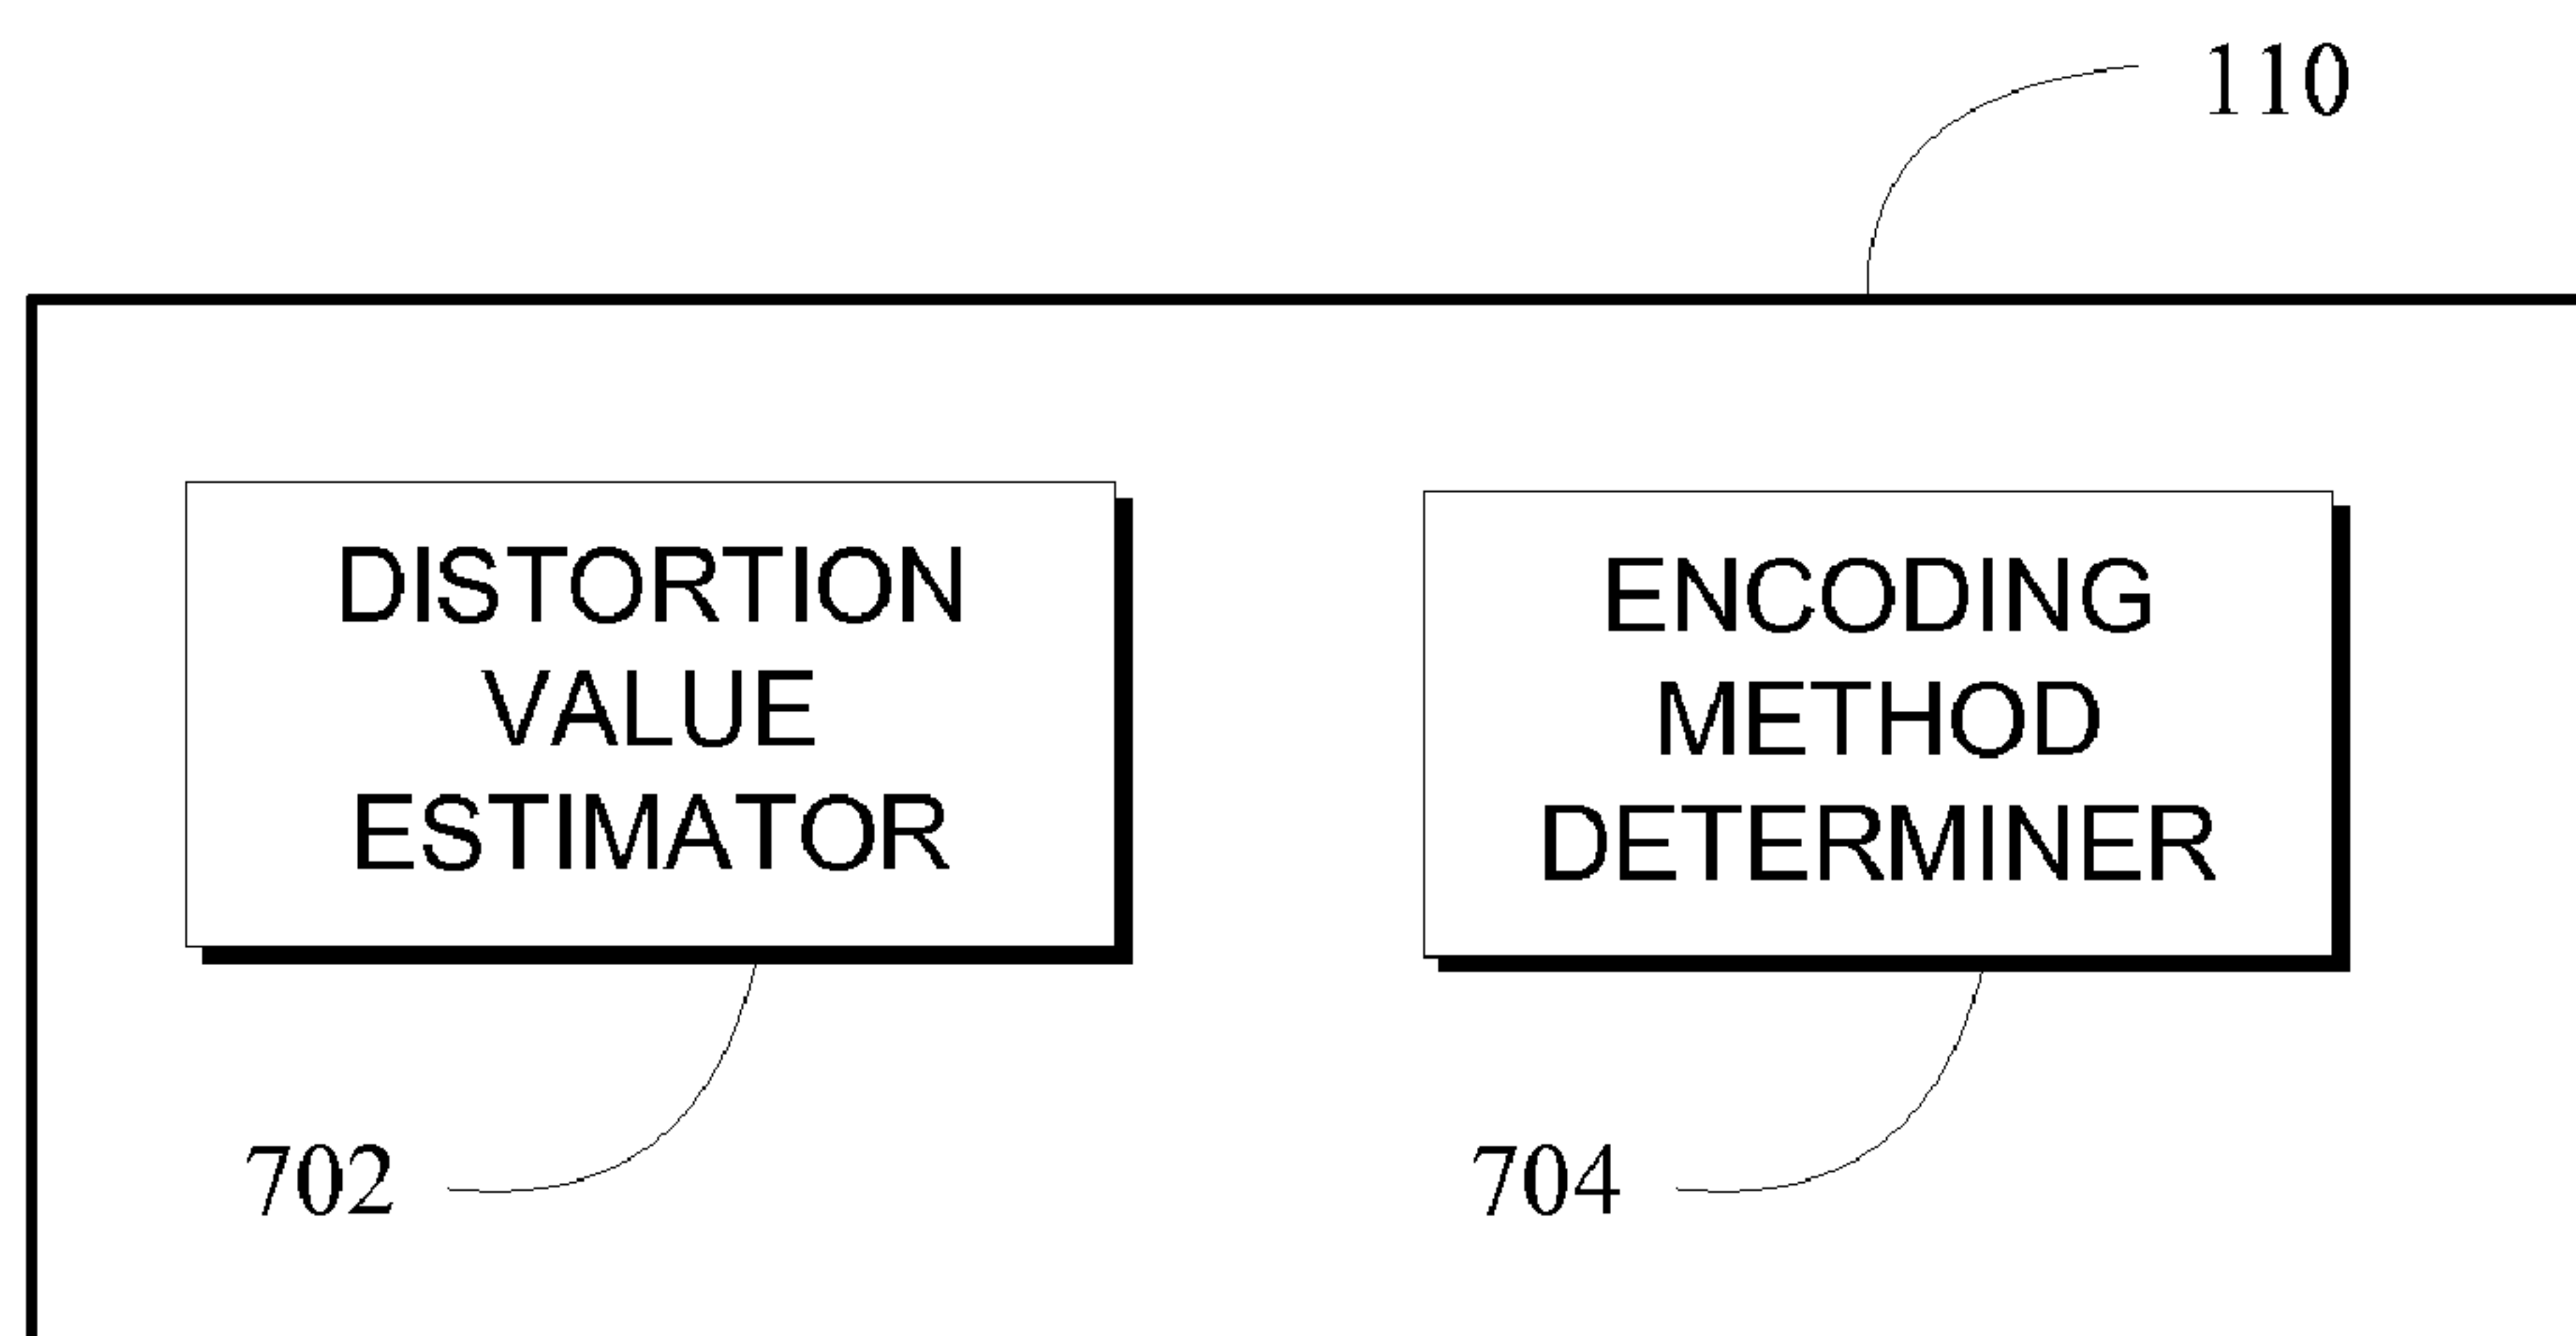 110
DISTORTION
VALUE
ESTIMATOR
ENCODING
METHOD
DETERMINER
702
704